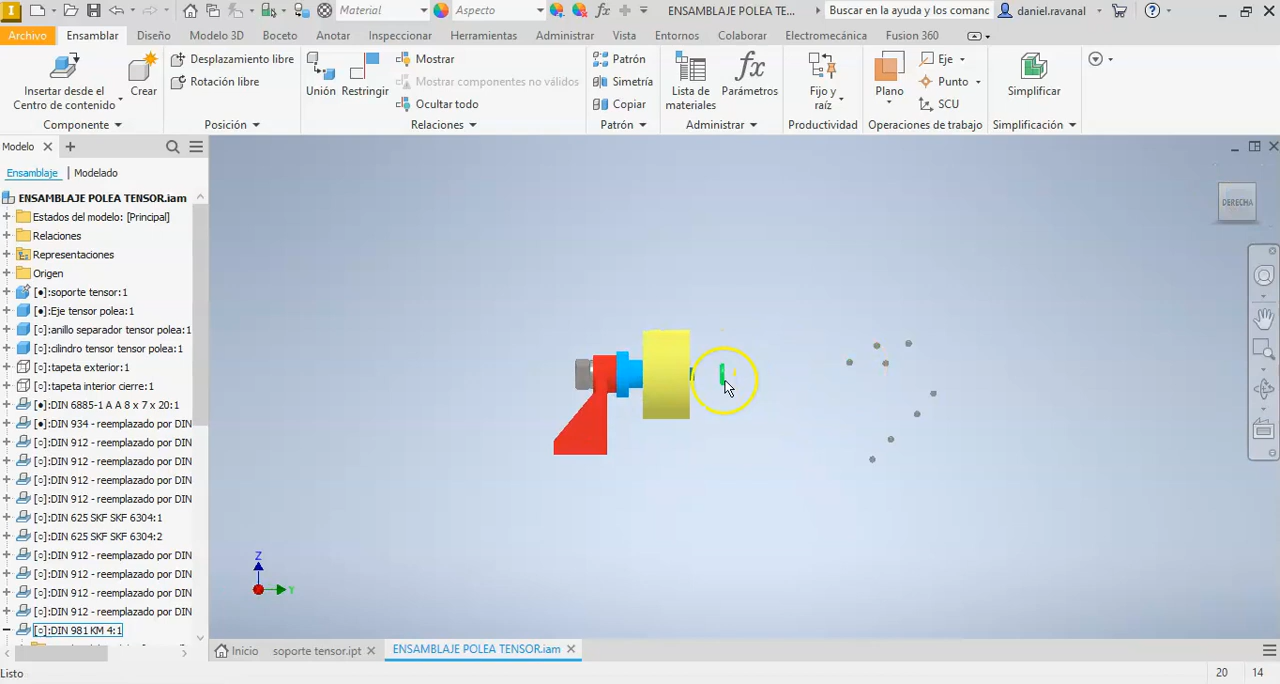 Material
Aspecto
ENSAMBLAJE POLEA TE...
Buscar en la ayuda y los comanc
daniel.ravanal
Archivo
Ensamblar
Diseño
Modelo 3D
Boceto
Anotar
Inspeccionar
Herramientas
Administrar
Vista
Entornos
Colaborar
Electromecánica
Fusion 360
Insertar desde el
Centro de contenido
Crear
Desplazamiento libre
Rotación libre
Unión
Restringir
Mostrar
Mostrar componentes no válidos
Ocultar todo
Patrón
Simetría
Copiar
Lista de
materiales
fx
Parámetros
Fijo y
raíz
Plano
Eje
Punto
SCU
Simplificar
Componente
Posición
Relaciones
Patrón
Administrar
Productividad
Operaciones de trabajo
Simplificación
Modelo
Ensamblaje
Modelado
DERECHA
ENSAMBLAJE POLEA TENSOR.iam
Estados del modelo: [Principal]
Relaciones
Representaciones
Origen
[●]:soporte tensor:1
[●]:Eje tensor polea:1
[○]:anillo separador tensor polea:1
[○]:cilindro tensor tensor polea:1
[○]:tapeta exterior:1
[○]:tapeta interior cierre:1
[●]:DIN 6885-1 A A 8 x 7 x 20:1
[●]:DIN 934 - reemplazado por DIN
[○]:DIN 912 - reemplazado por DIN
[○]:DIN 912 - reemplazado por DIN
[○]:DIN 912 - reemplazado por DIN
[○]:DIN 912 - reemplazado por DIN
[○]:DIN 625 SKF SKF 6304:1
[○]:DIN 625 SKF SKF 6304:2
[○]:DIN 912 - reemplazado por DIN
[○]:DIN 912 - reemplazado por DIN
[○]:DIN 912 - reemplazado por DIN
[○]:DIN 912 - reemplazado por DIN
[○]:DIN 981 KM 4:1
Z
Y
Inicio
soporte tensor.ipt
ENSAMBLAJE POLEA TENSOR.iam
Listo
20
14